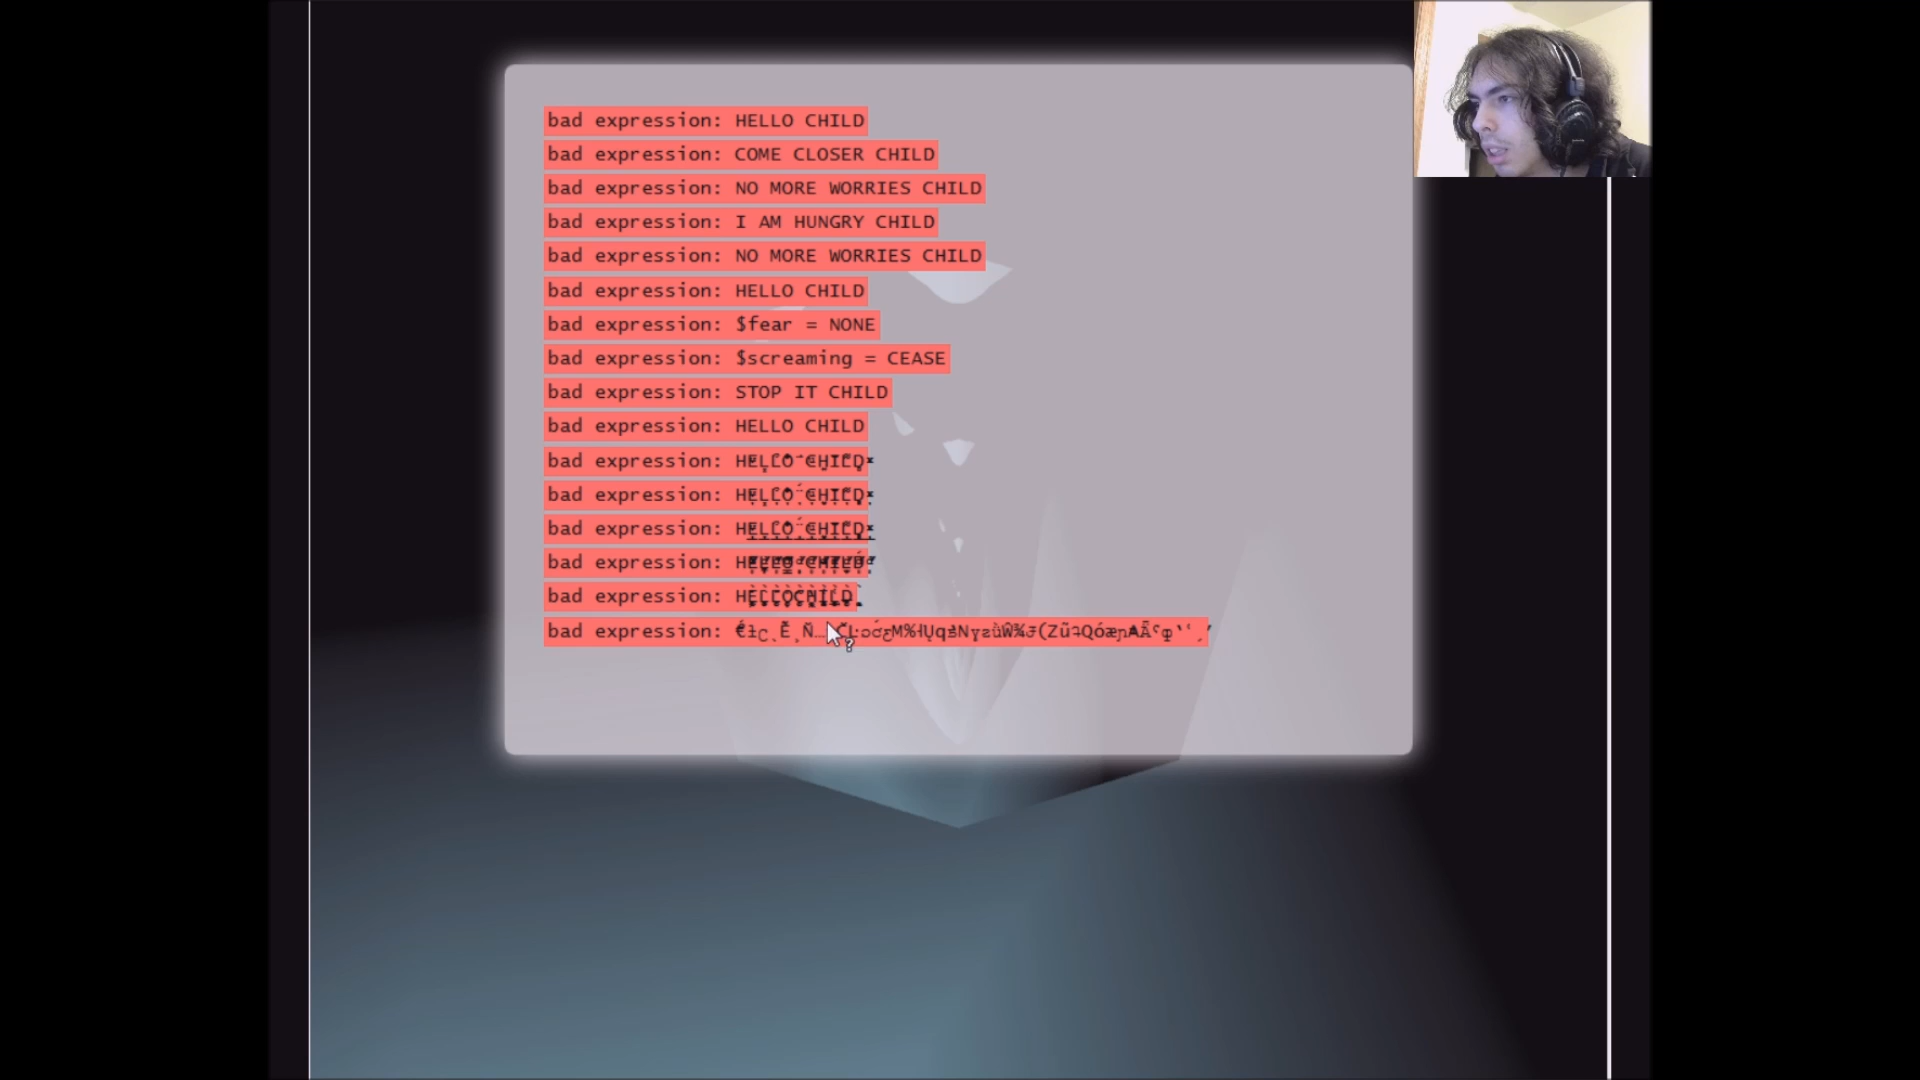 bad expression: HELLO CHILD
bad expression: COME CLOSER CHILD
bad expression: NO MORE WORRIES CHILD
bad expression: I AM HUNGRY CHILD
bad expression: NO MORE WORRIES CHILD
bad expression: HELLO CHILD
bad expression: $fear = NONE
bad expression: $screaming = CEASE
bad expression: STOP IT CHILD
bad expression: HELLO CHILD
bad expression:
bad expression:
bad expression:
bad expression:
bad expression:
bad expression: